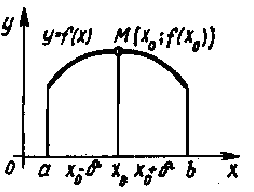 y
y=f(x) M(x₀; f(x₀))
0 a x₀-δ x₀ x₀+δ b x